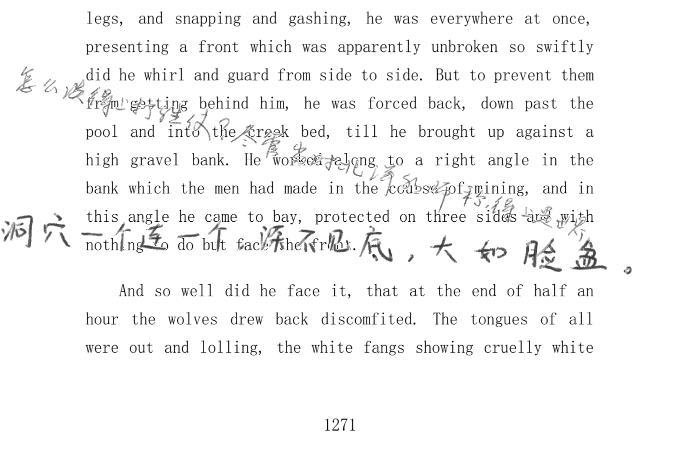 legs, and snapping and gashing, he was everywhere at once,
presenting a front which was apparently unbroken so swiftly
did he whirl and guard from side to side. But to prevent them
from getting behind him, he was forced back, down past the
pool and into the creek bed, till he brought up against a
high gravel bank. He worked along to a right angle in the
bank which the men had made in the course of mining, and in
this angle he came to bay, protected on three sides and with
nothing to do but face the front.
怎么没得
洞穴一个连一个,深不见底,大如脸盆。
And so well did he face it, that at the end of half an
hour the wolves drew back discomfited. The tongues of all
were out and lolling, the white fangs showing cruelly white
1271